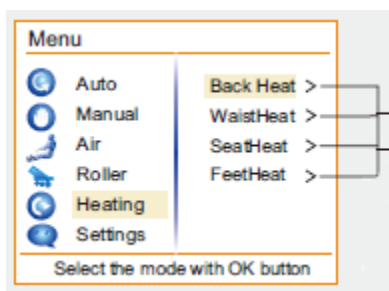 Menu
Auto
Manual
Air
Roller
Heating
Settings
Back Heat >
WaistHeat >
SeatHeat >
FeetHeat >
Select the mode with OK button